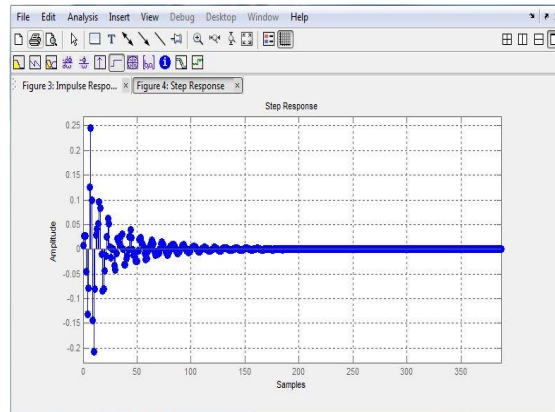 File Edit Analysis Insert View Debug Desktop Window Help
Figure 3: Impulse Respo... × Figure 4: Step Response ×
Step Response
0.25
0.2
0.15
0.1
0.05
0
-0.05
-0.1
-0.15
-0.2
Amplitude
0 50 100 150 200 250 300 350
Samples